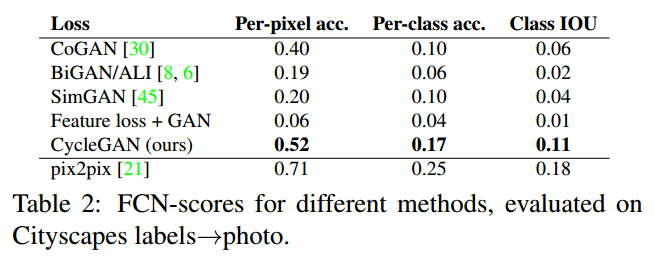 Loss Per-pixel acc. Per-class acc. Class IOU
CoGAN [30] 0.40 0.10 0.06
BiGAN/ALI [8, 6] 0.19 0.06 0.02
SimGAN [45] 0.20 0.10 0.04
Feature loss + GAN 0.06 0.04 0.01
CycleGAN (ours) 0.52 0.17 0.11
pix2pix [21] 0.71 0.25 0.18
Table 2: FCN-scores for different methods, evaluated on
Cityscapes labels→photo.